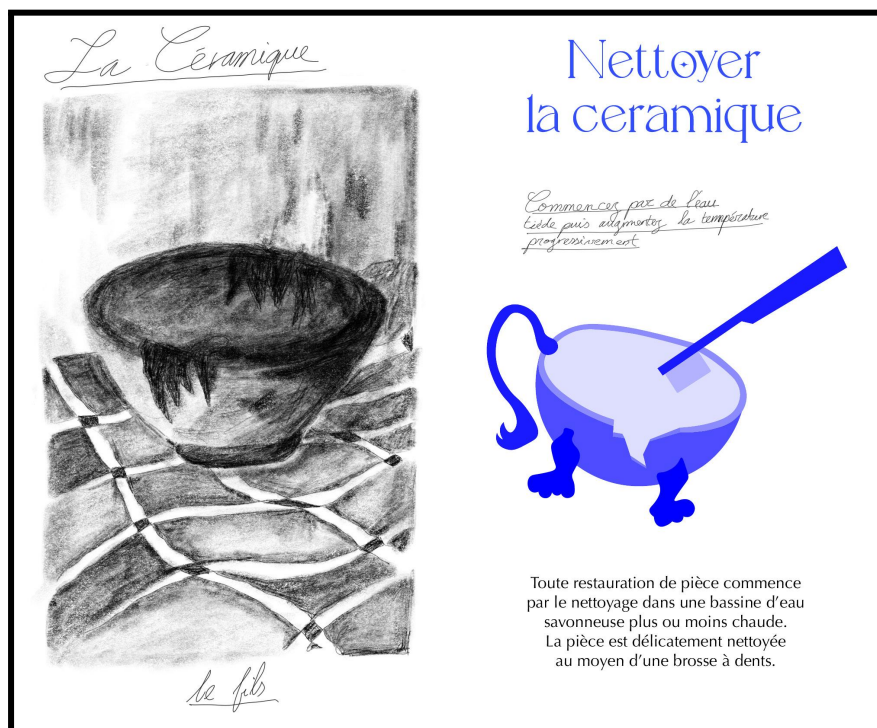 La Céramique
le fils
Nettoyer
la ceramique
Commencez par de l'eau
tiède puis augmentez la température
progressivement
Toute restauration de pièce commence
par le nettoyage dans une bassine d'eau
savonneuse plus ou moins chaude.
La pièce est délicatement nettoyée
au moyen d'une brosse à dents.